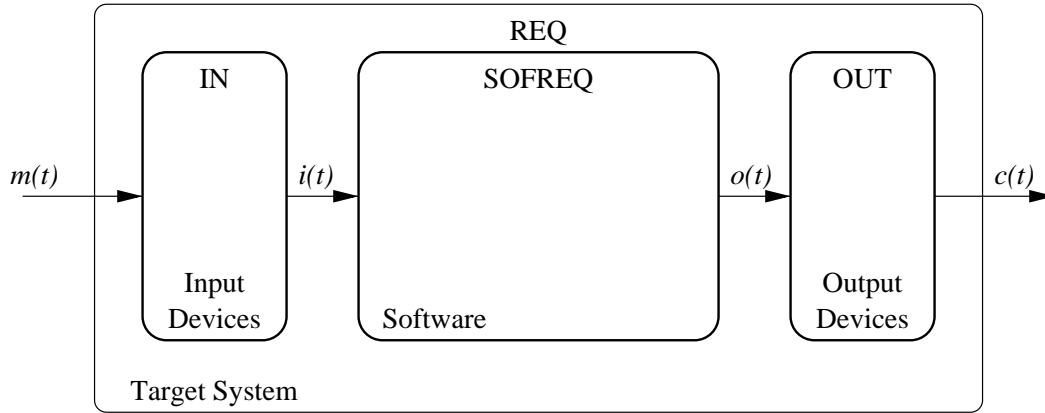 REQ
IN
SOFREQ
OUT
m(t)
i(t)
o(t)
c(t)
Input
Devices
Software
Output
Devices
Target System